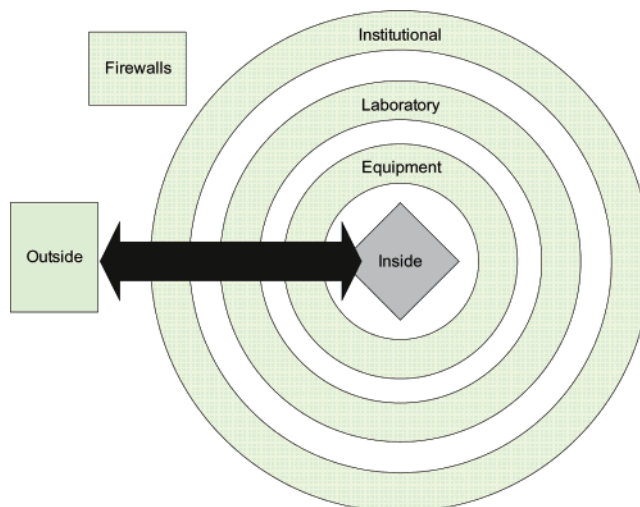 Institutional
Firewalls
Laboratory
Equipment
Outside
Inside